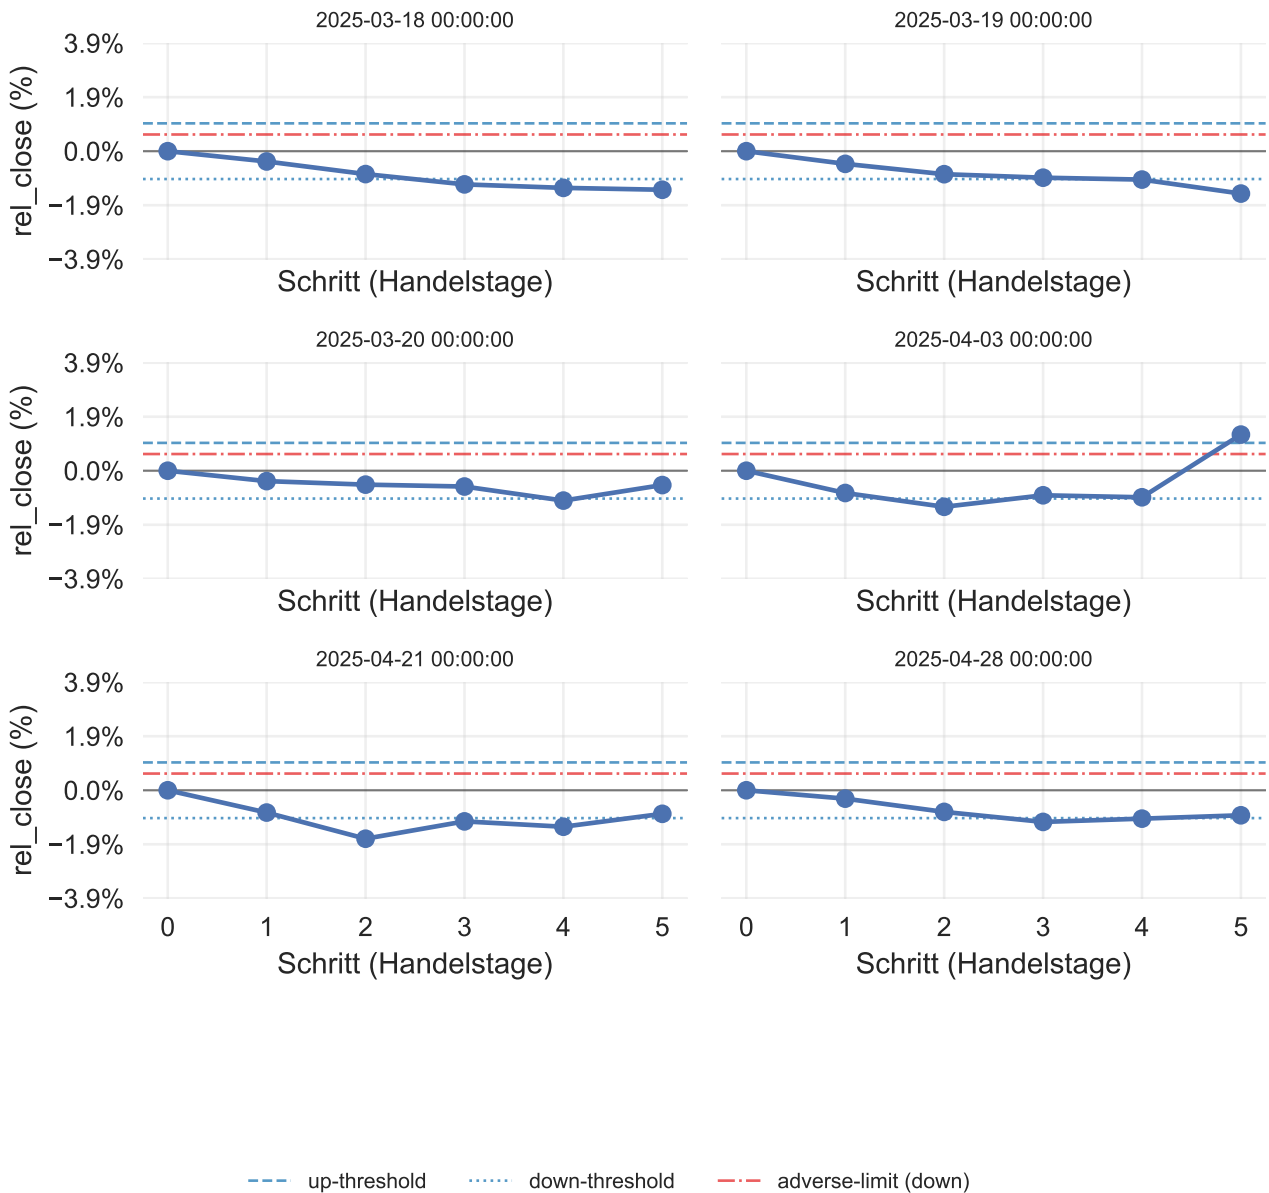 2025-03-18 00:00:00
2025-03-19 00:00:00
3.9%
1.9%
0.0%
−1.9%
−3.9%
rel_close (%)
Schritt (Handelstage)
Schritt (Handelstage)
2025-03-20 00:00:00
2025-04-03 00:00:00
3.9%
1.9%
0.0%
−1.9%
−3.9%
rel_close (%)
Schritt (Handelstage)
Schritt (Handelstage)
2025-04-21 00:00:00
2025-04-28 00:00:00
3.9%
1.9%
0.0%
−1.9%
−3.9%
rel_close (%)
0 1 2 3 4 5
0 1 2 3 4 5
Schritt (Handelstage)
Schritt (Handelstage)
up-threshold
down-threshold
adverse-limit (down)